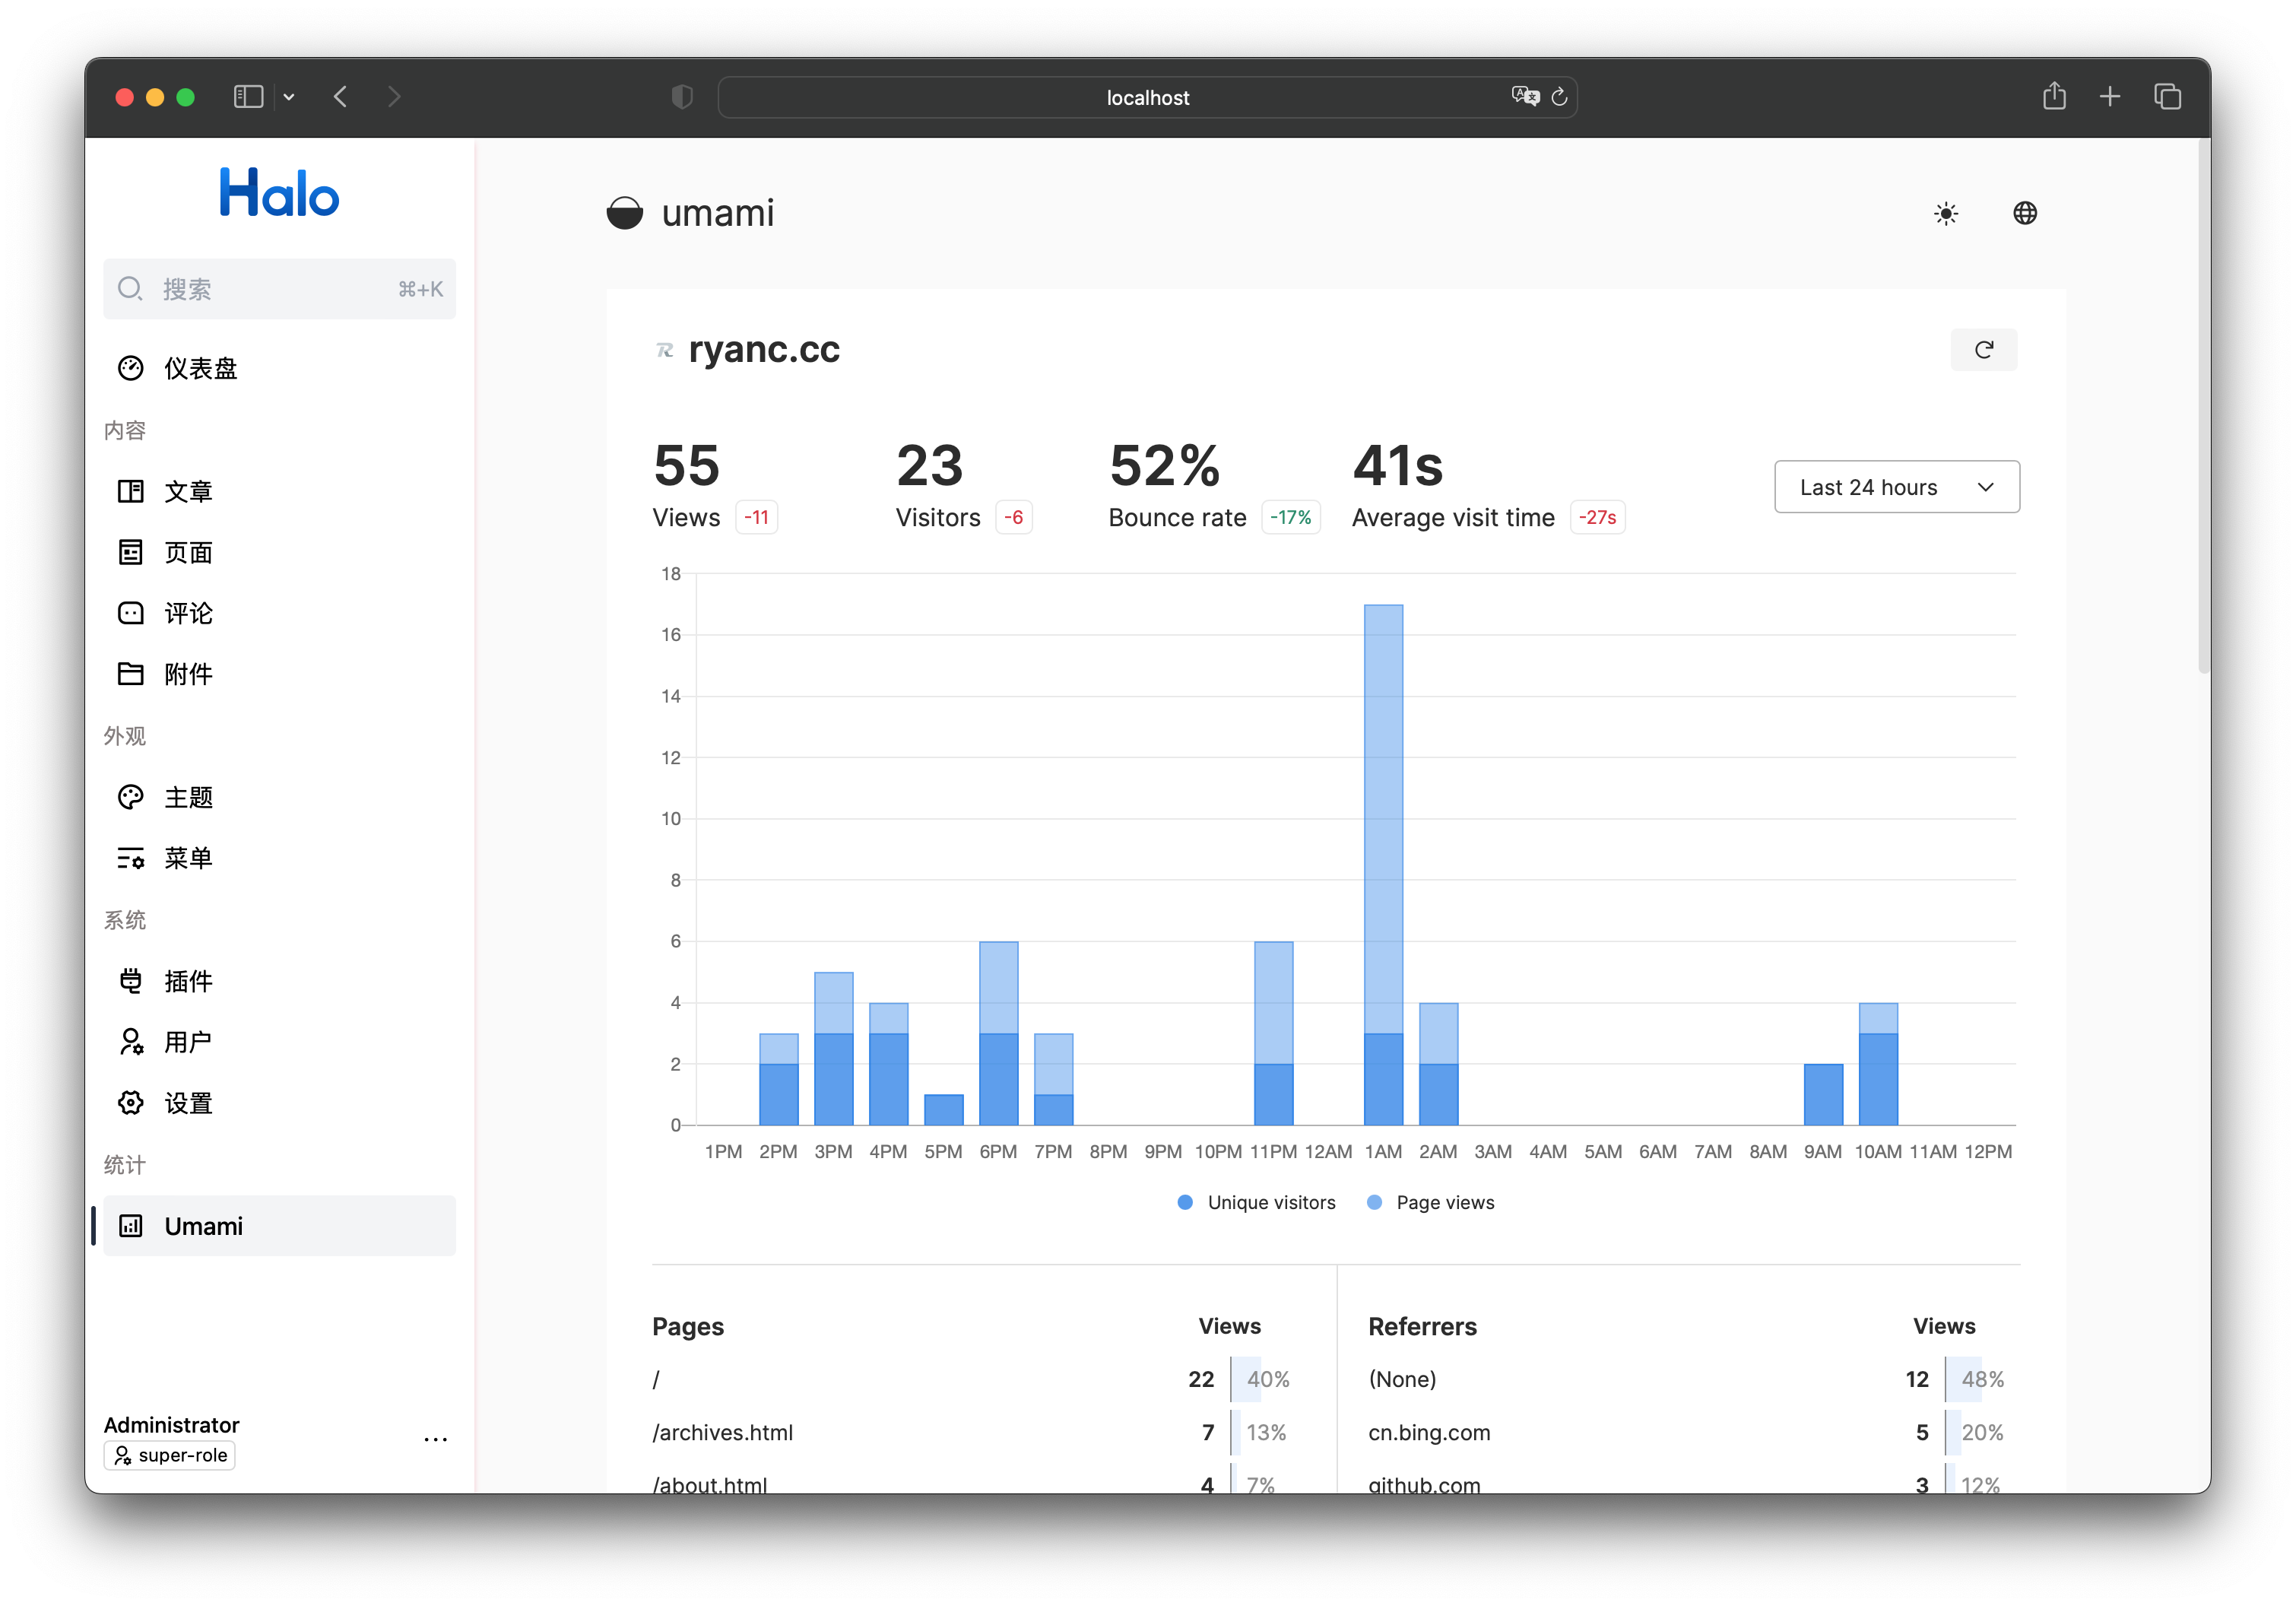 localhost
Halo
搜索 ⌘+K
仪表盘
内容
文章
页面
评论
附件
外观
主题
菜单
系统
插件
用户
设置
统计
Umami
Administrator
super-role
umami
ryanc.cc
55 23 52% 41s
Views -11 Visitors -6 Bounce rate -17% Average visit time -27s
Last 24 hours
18
16
14
12
10
8
6
4
2
0
1PM 2PM 3PM 4PM 5PM 6PM 7PM 8PM 9PM 10PM 11PM 12AM 1AM 2AM 3AM 4AM 5AM 6AM 7AM 8AM 9AM 10AM 11AM 12PM
Unique visitors Page views
Pages Views
/ 22 40%
/archives.html 7 13%
/about.html 4 7%
Referrers Views
(None) 12 48%
cn.bing.com 5 20%
github.com 3 12%